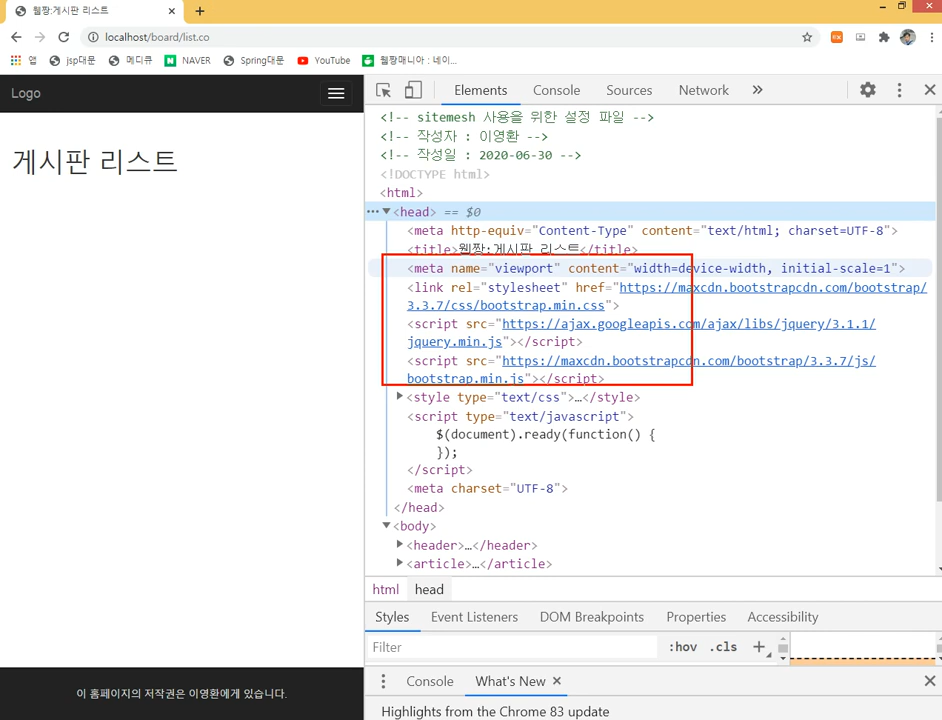 웹짱:게시판 리스트
localhost/board/list.co
앱 jsp대문 메디큐 NAVER Spring대문 YouTube 웹짱매니아 : 네이...
Logo
게시판 리스트
이 홈페이지의 저작권은 이영환에게 있습니다.
Elements Console Sources Network »
<!-- sitemesh 사용을 위한 설정 파일 -->
<!-- 작성자 : 이영환 -->
<!-- 작성일 : 2020-06-30 -->
<!DOCTYPE html>
<html>
<head> == $0
<meta http-equiv="Content-Type" content="text/html; charset=UTF-8">
<title>웹짱:게시판 리스트</title>
<meta name="viewport" content="width=device-width, initial-scale=1">
<link rel="stylesheet" href="https://maxcdn.bootstrapcdn.com/bootstrap/
3.3.7/css/bootstrap.min.css">
<script src="https://ajax.googleapis.com/ajax/libs/jquery/3.1.1/
jquery.min.js"></script>
<script src="https://maxcdn.bootstrapcdn.com/bootstrap/3.3.7/js/
bootstrap.min.js"></script>
<style type="text/css">…</style>
<script type="text/javascript">
$(document).ready(function() {
});
</script>
<meta charset="UTF-8">
</head>
<body>
<header>…</header>
<article>…</article>
html head
Styles Event Listeners DOM Breakpoints Properties Accessibility
Filter :hov .cls +
Console What's New ×
Highlights from the Chrome 83 update